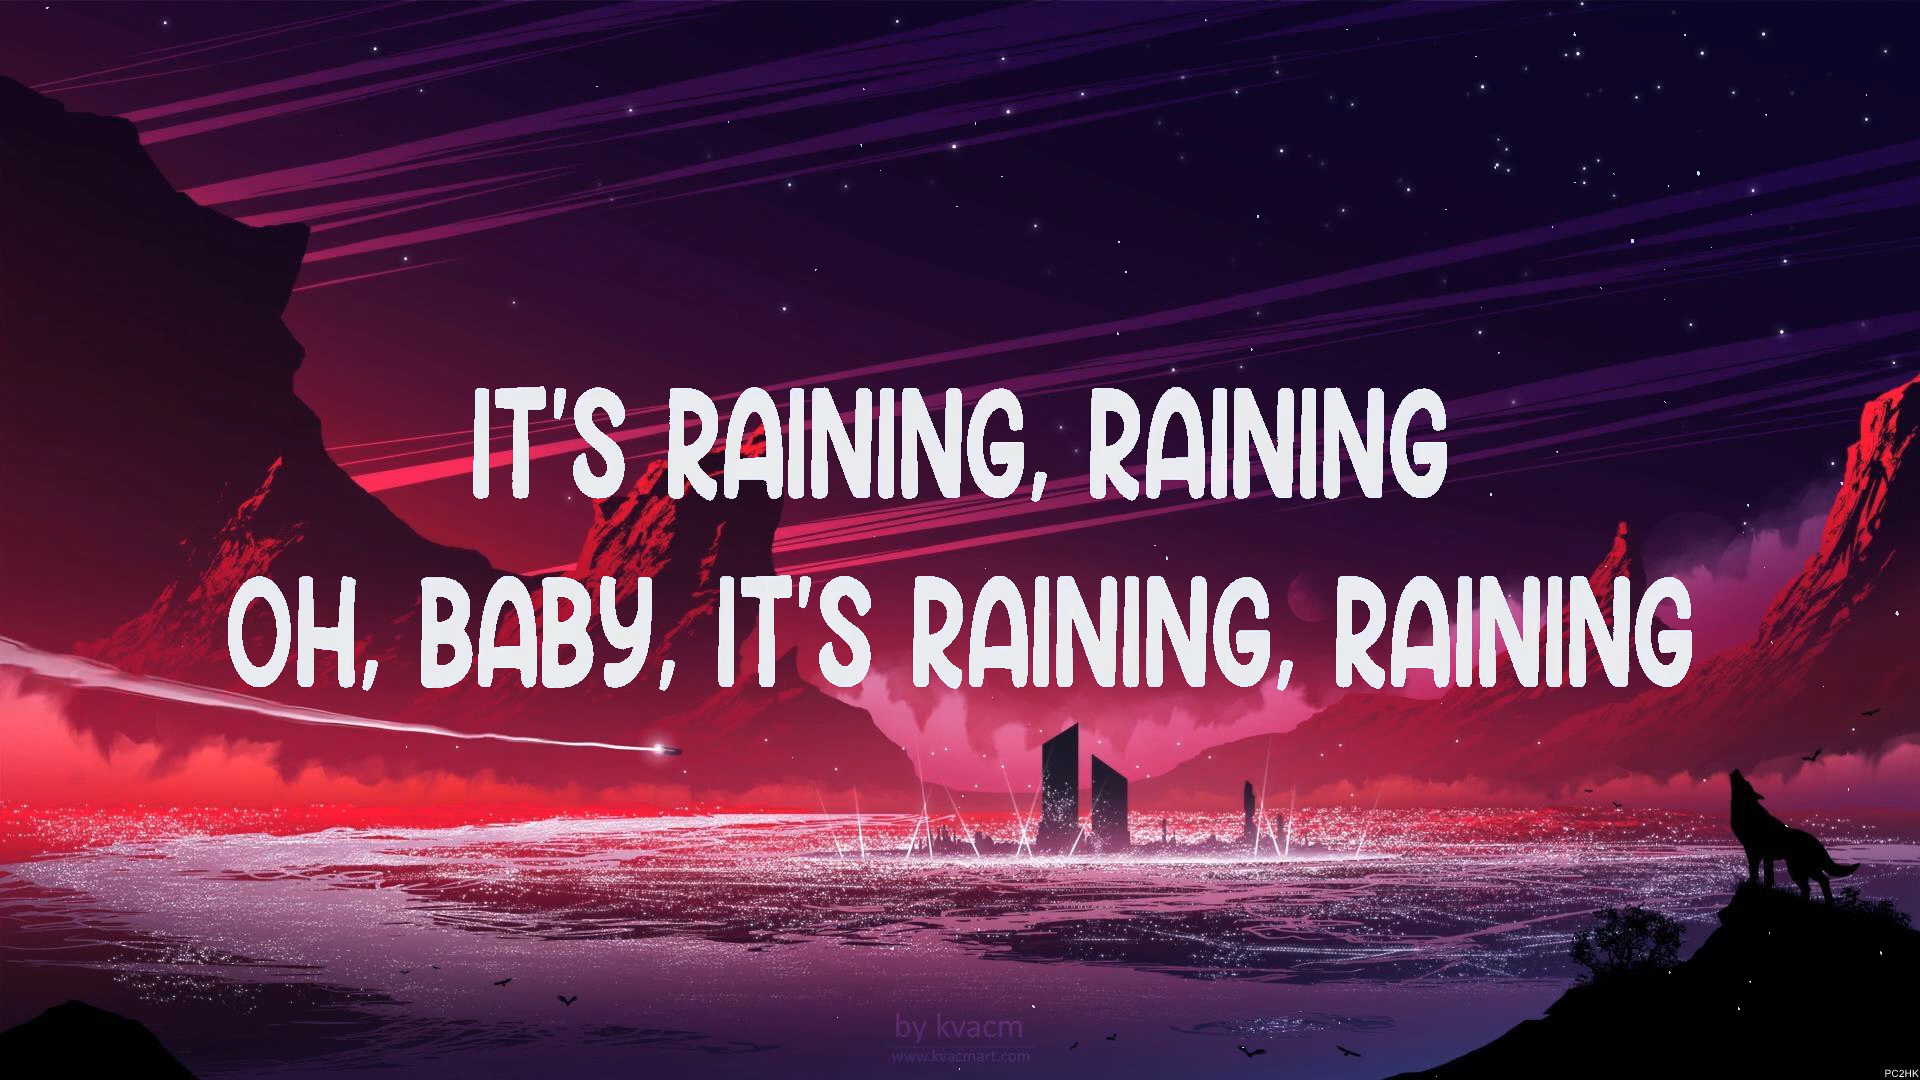 IT'S RAINING, RAINING
OH, BABY, IT'S RAINING, RAINING
by kvacm
www.kvacmart.com
PC2HK